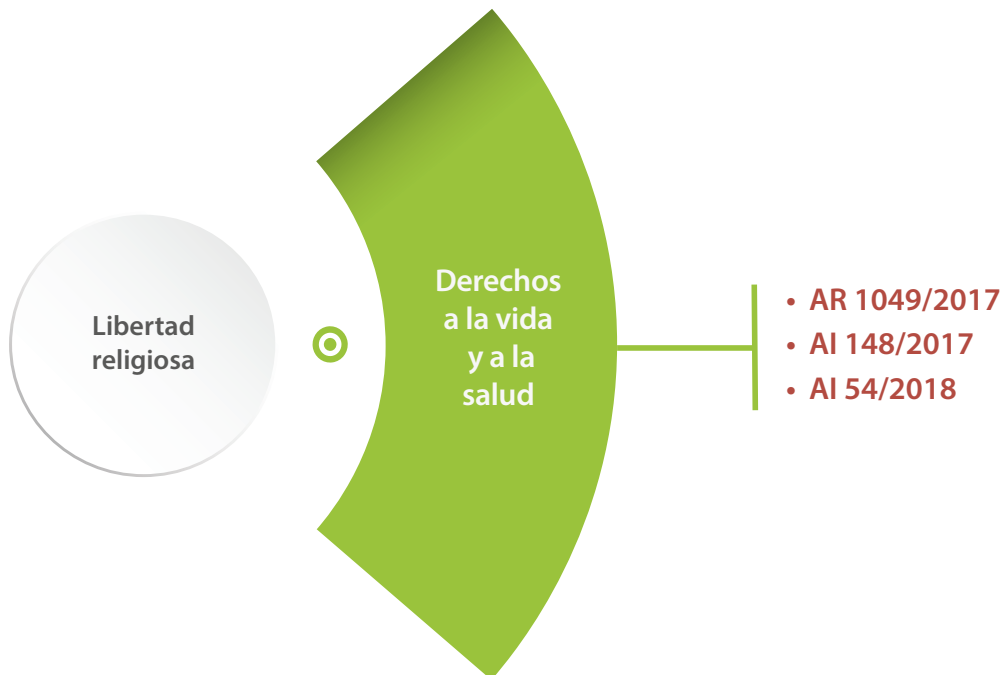 Libertad
religiosa
Derechos
a la vida
y a la
salud
• AR 1049/2017
• AI 148/2017
• AI 54/2018